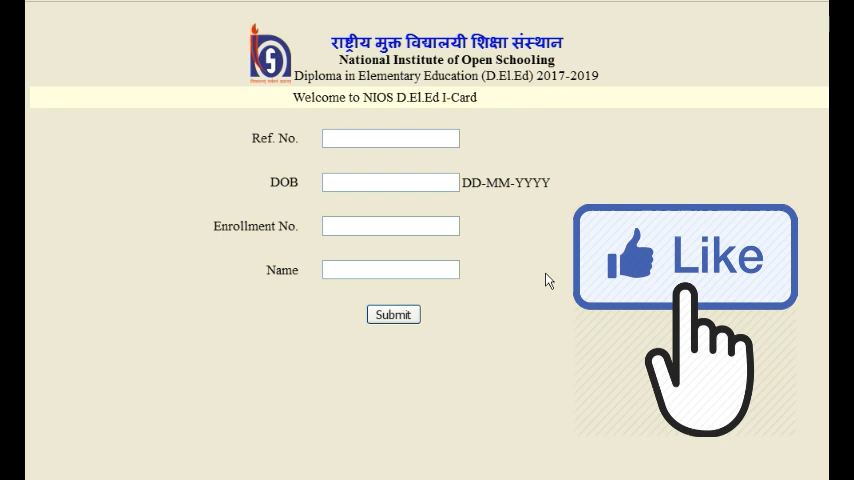 राष्ट्रीय मुक्त विद्यालयी शिक्षा संस्थान
National Institute of Open Schooling
Diploma in Elementary Education (D.El.Ed) 2017-2019
Welcome to NIOS D.El.Ed I-Card
Ref. No.
DOB DD-MM-YYYY
Enrollment No.
Name
Submit
Like